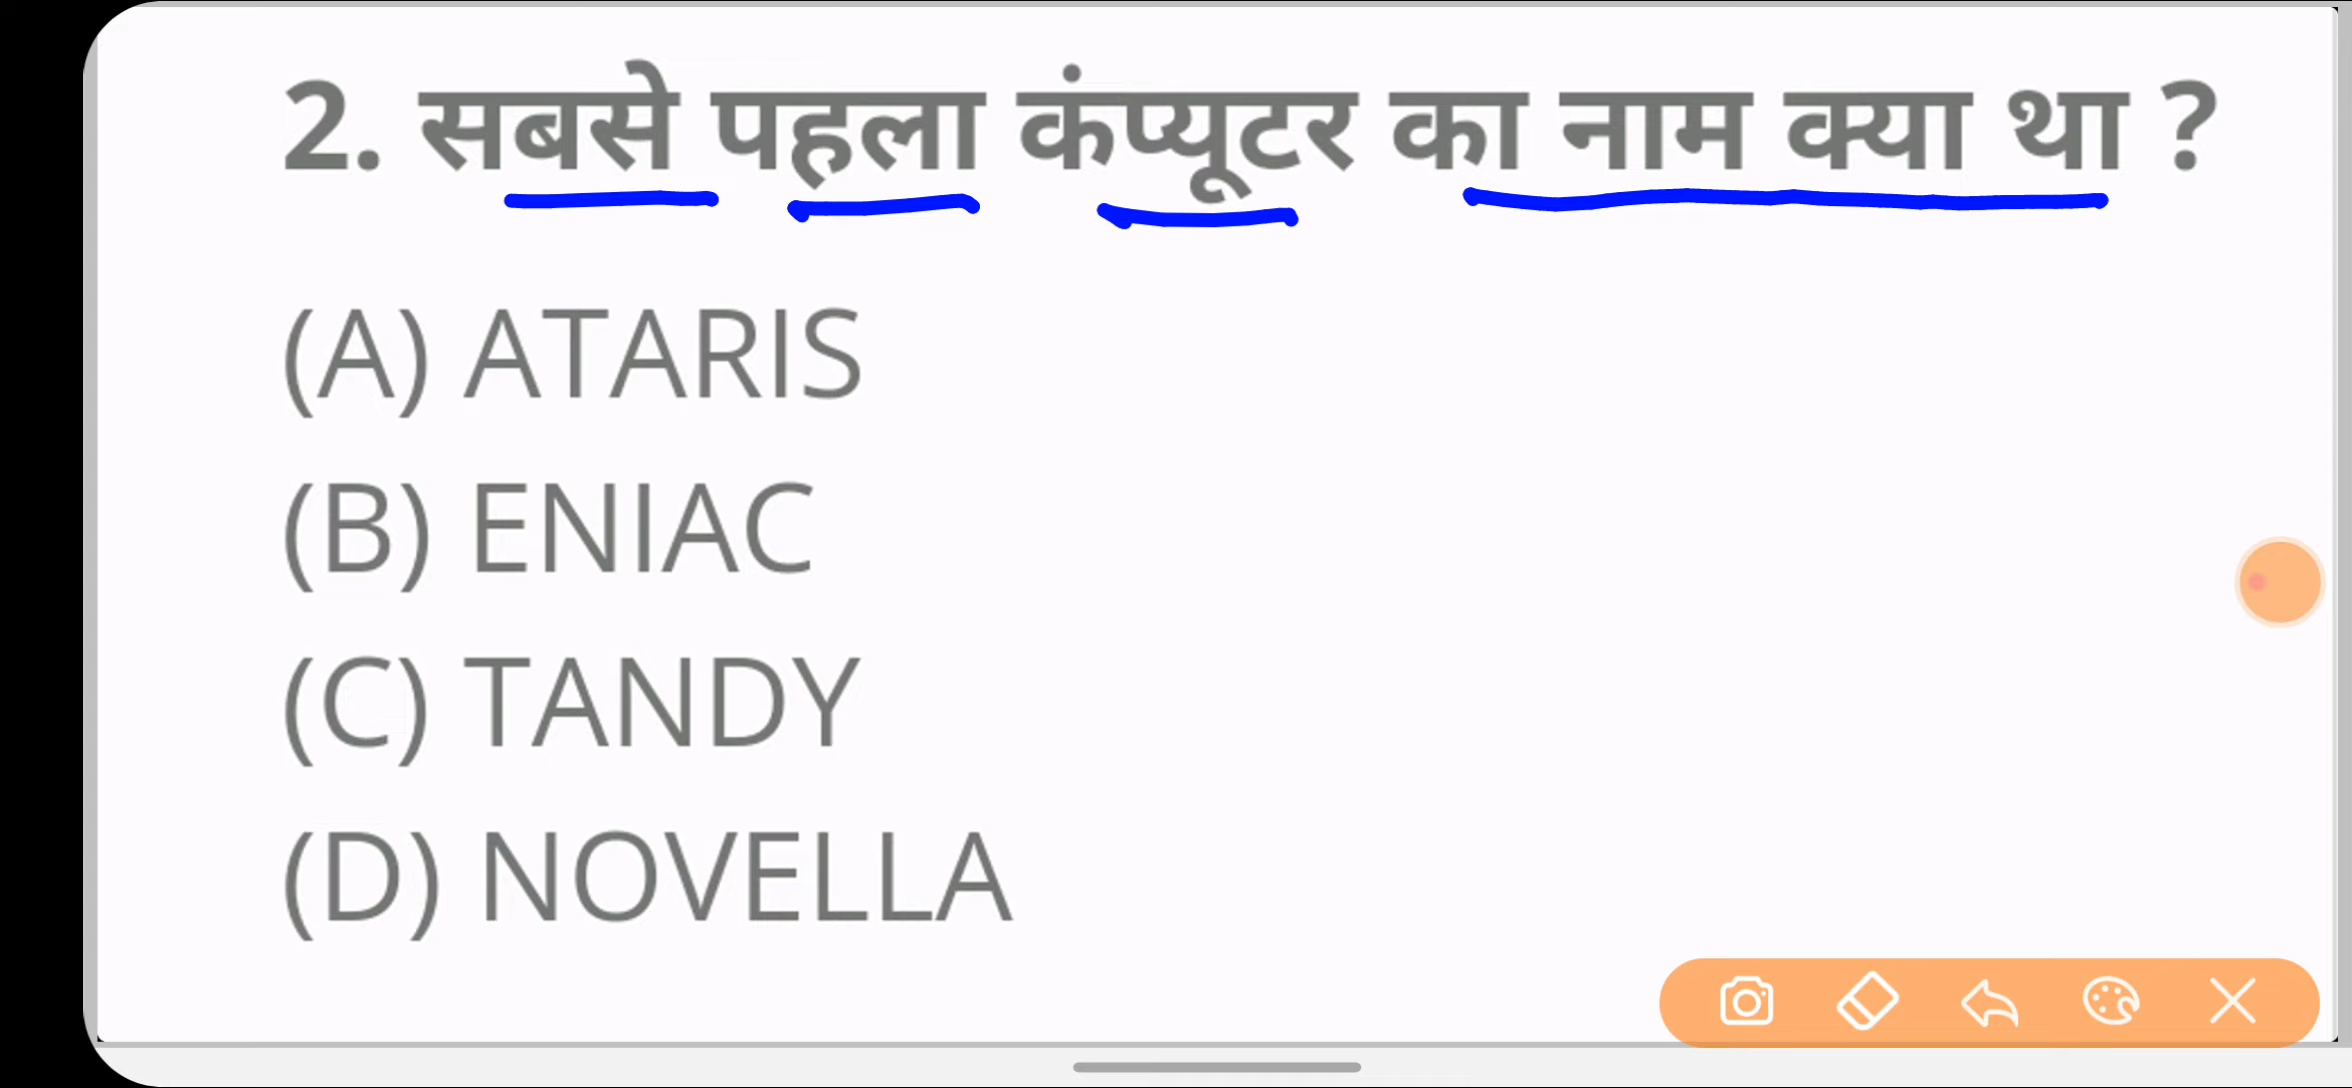 2. सबसे पहला कंप्यूटर का नाम क्या था ?
(A) ATARIS
(B) ENIAC
(C) TANDY
(D) NOVELLA